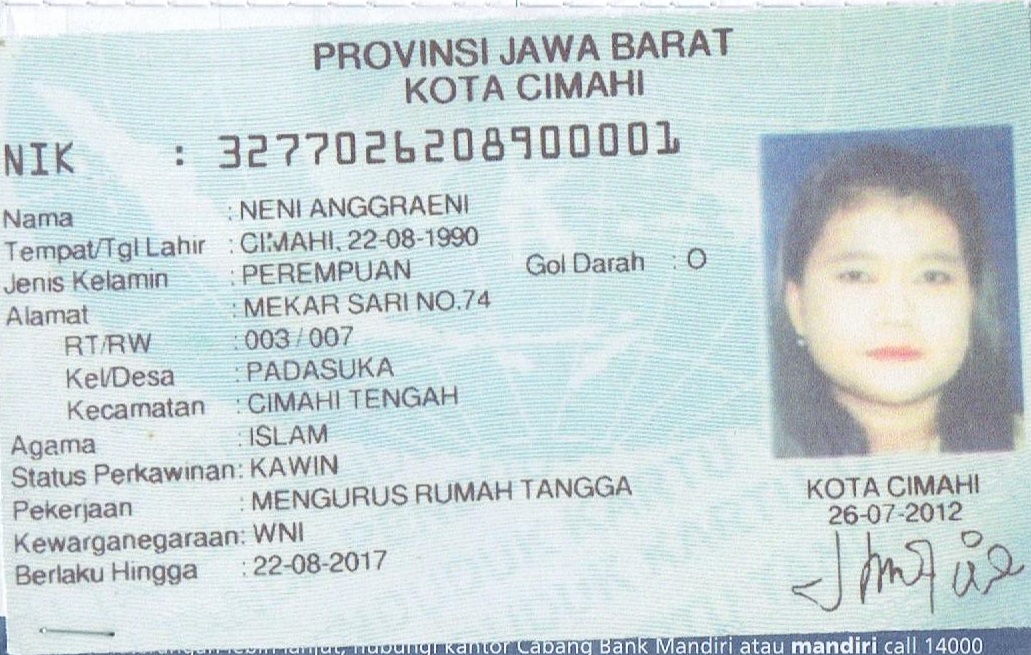 PROVINSI JAWA BARAT
KOTA CIMAHI
NIK : 3277026208900001
Nama : NENI ANGGRAENI
Tempat/Tgl Lahir : CIMAHI, 22-08-1990
Jenis Kelamin : PEREMPUAN Gol Darah : O
Alamat : MEKAR SARI NO.74
RT/RW : 003 / 007
Kel/Desa : PADASUKA
Kecamatan : CIMAHI TENGAH
Agama : ISLAM
Status Perkawinan: KAWIN
Pekerjaan : MENGURUS RUMAH TANGGA
Kewarganegaraan: WNI
Berlaku Hingga : 22-08-2017
KOTA CIMAHI
26-07-2012
lanjut, hubungi kantor Cabang Bank Mandiri atau mandiri call 14000